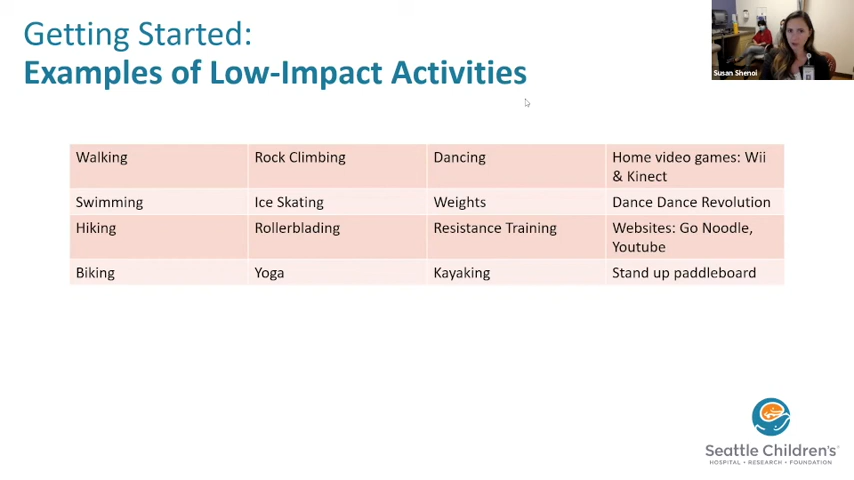 Getting Started:
Examples of Low-Impact Activities
Susan Shenoi
Walking
Rock Climbing
Dancing
Home video games: Wii
& Kinect
Swimming
Ice Skating
Weights
Dance Dance Revolution
Hiking
Rollerblading
Resistance Training
Websites: Go Noodle,
Youtube
Biking
Yoga
Kayaking
Stand up paddleboard
Seattle Children's®
HOSPITAL • RESEARCH • FOUNDATION